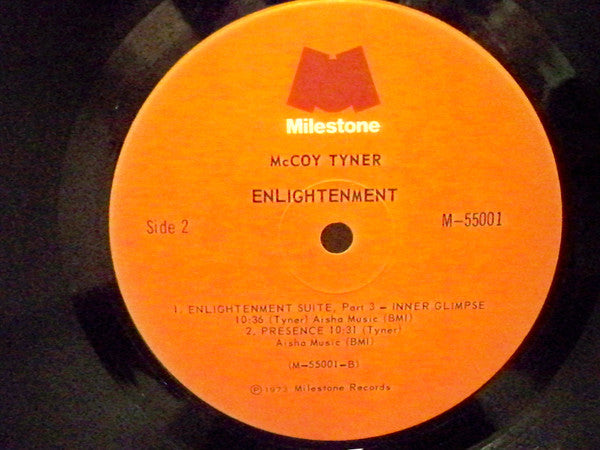 Milestone
McCOY TYNER
ENLIGHTENMENT
Side 2
M-55001
1. ENLIGHTENMENT SUITE, Part 3 - INNER GLIMPSE
10:36 (Tyner) Aisha Music (BMI)
2. PRESENCE 10:31 (Tyner)
Aisha Music (BMI)
(M-55001-B)
℗ 1973 Milestone Records